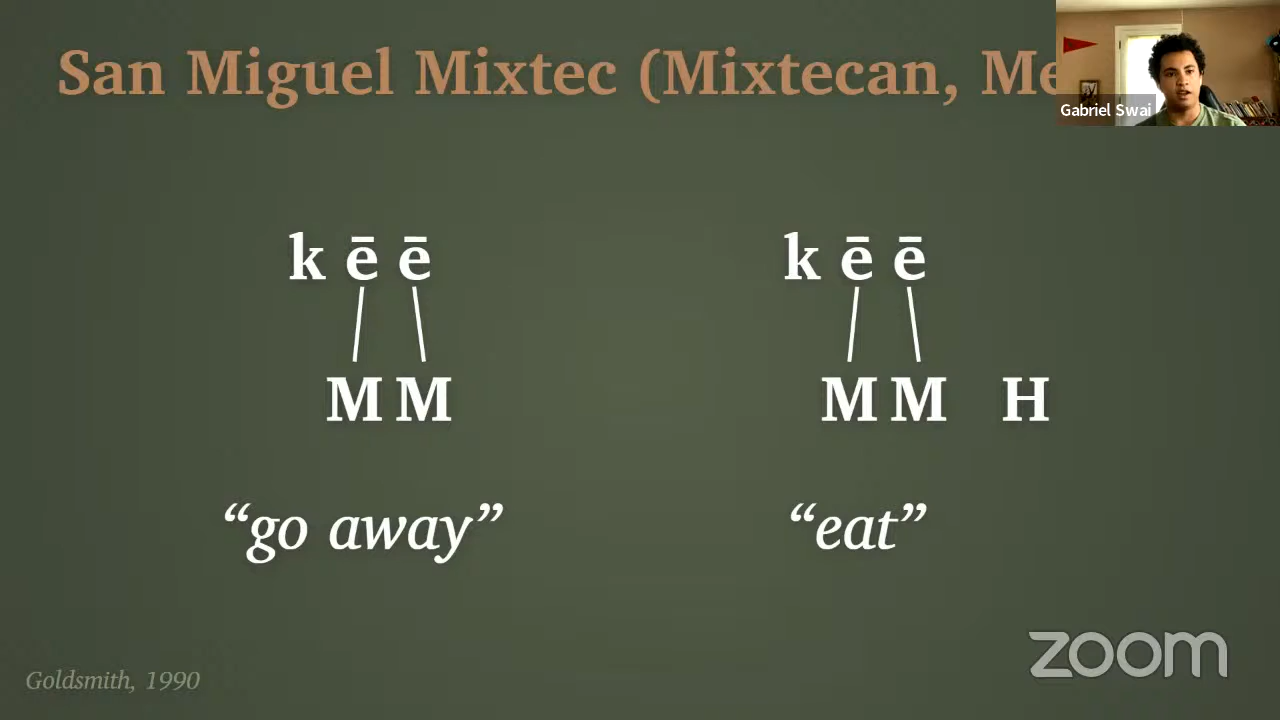 San Miguel Mixtec (Mixtecan, Me
Gabriel Swai
k ē ē
k ē ē
M M
M M H
“go away”
“eat”
Goldsmith, 1990
zoom